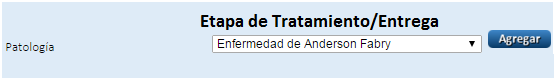 Etapa de Tratamiento/Entrega
Patología Enfermedad de Anderson Fabry Agregar